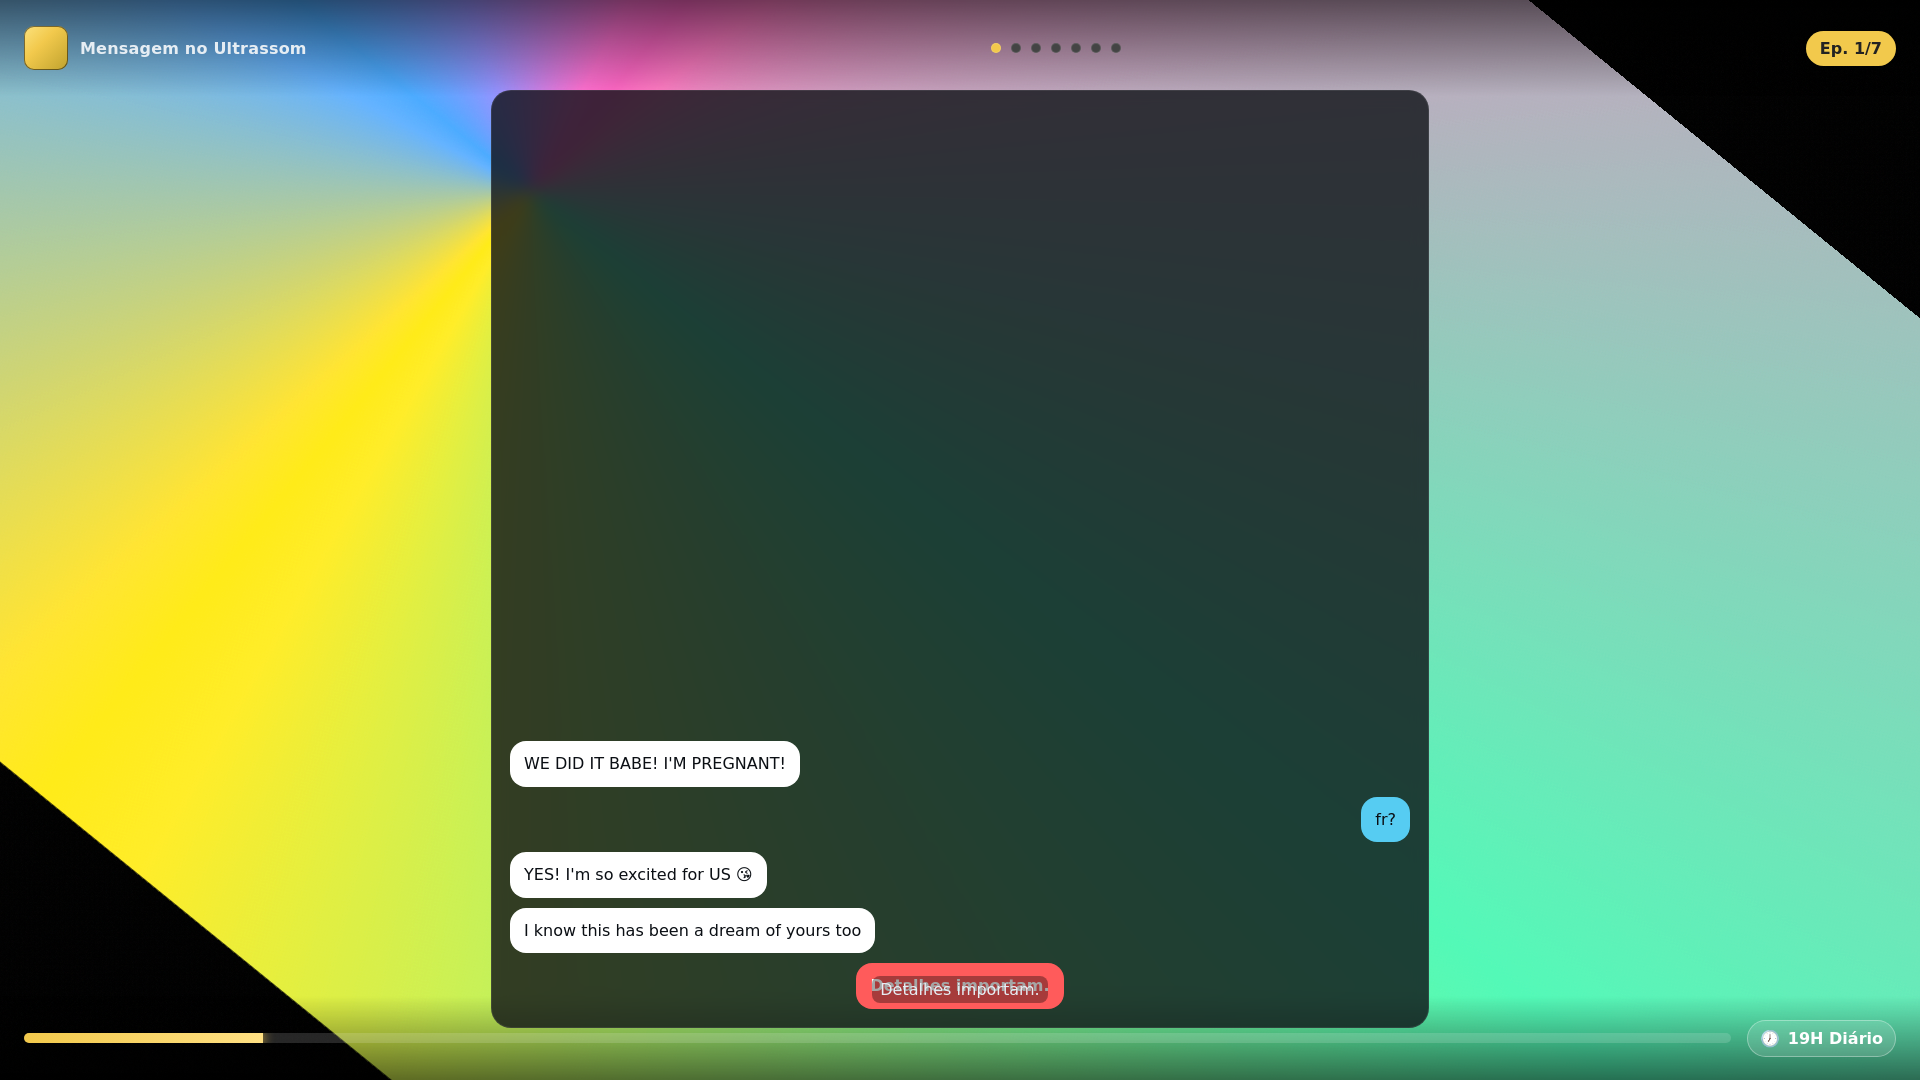 Mensagem no Ultrassom
Ep. 1/7
WE DID IT BABE! I'M PREGNANT!
fr?
YES! I'm so excited for US 😘
I know this has been a dream of yours too
Detalhes importam.
Detalhes importam.
19H Diário